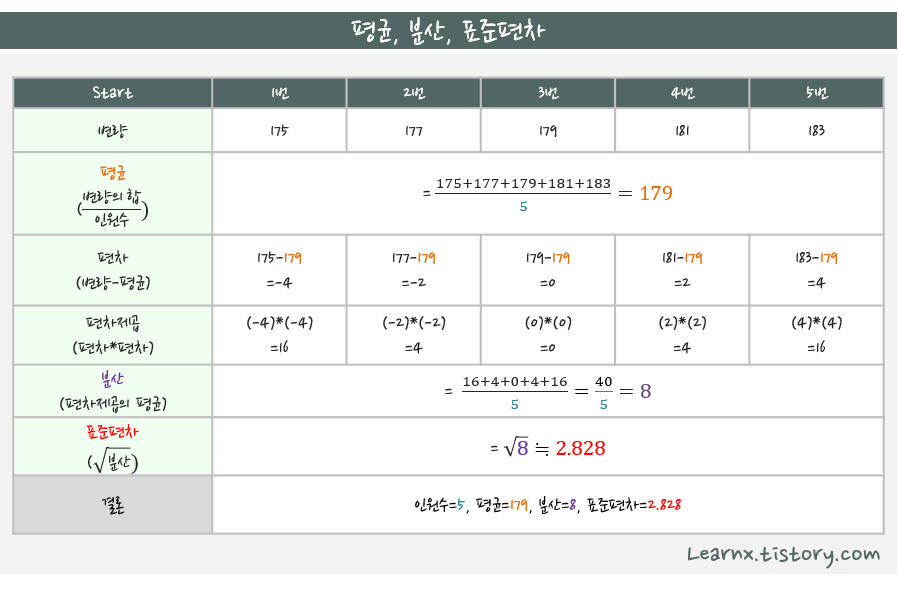 평균, 분산, 표준편차
Start 1번 2번 3번 4번 5번
변량 175 177 179 181 183
평균
(변량의 합/인원수)
=175+177+179+181+183/5 = 179
편차 175-179 177-179 179-179 181-179 183-179
(변량-평균) =-4 =-2 =0 =2 =4
편차제곱 (-4)*(-4) (-2)*(-2) (0)*(0) (2)*(2) (4)*(4)
(편차*편차) =16 =4 =0 =4 =16
분산
(편차제곱의 평균)
= 16+4+0+4+16/5 = 40/5 = 8
표준편차
(√분산)
= √8 ≒ 2.828
결론 인원수=5, 평균=179, 분산=8, 표준편차=2.828
Learnx.tistory.com